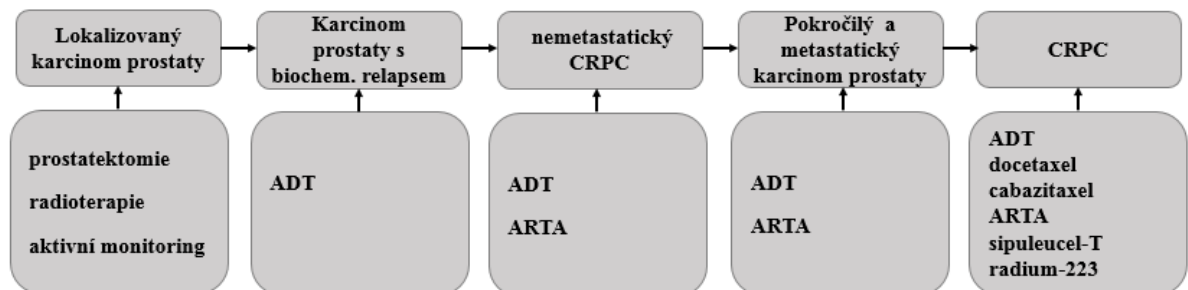 Lokalizovaný
karcinom prostaty
Karcinom
prostaty s
biochem. relapsem
nemetastatický
CRPC
Pokročilý a
metastatický
karcinom prostaty
CRPC
prostatektomie
radioterapie
aktivní monitoring
ADT
ADT
ARTA
ADT
ARTA
ADT
docetaxel
cabazitaxel
ARTA
sipuleucel-T
radium-223